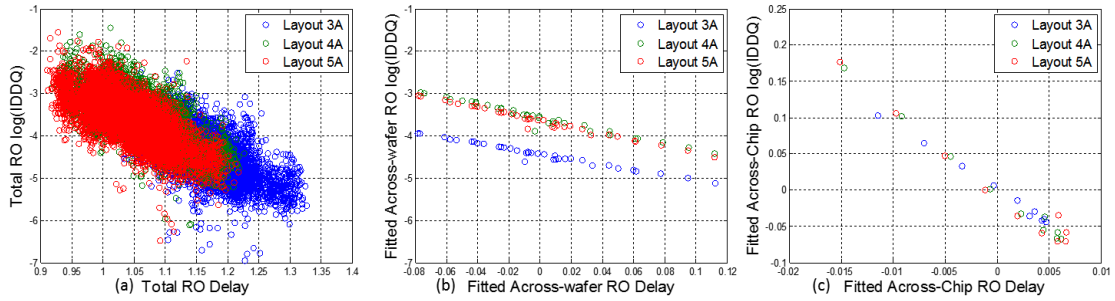 Total RO log(IDDQ)
-1
-2
-3
-4
-5
-6
-7
0.9 0.95 1 1.05 1.1 1.15 1.2 1.25 1.3 1.35 1.4
Layout 3A
Layout 4A
Layout 5A
(a) Total RO Delay
Fitted Across-wafer RO log(IDDQ)
-1
-2
-3
-4
-5
-6
-7
-0.08 -0.06 -0.04 -0.02 0 0.02 0.04 0.06 0.08 0.1 0.12
Layout 3A
Layout 4A
Layout 5A
(b) Fitted Across-wafer RO Delay
Fitted Across-Chip RO log(IDDQ)
0.25
0.2
0.15
0.1
0.05
0
-0.05
-0.1
-0.02 -0.015 -0.01 -0.005 0 0.005 0.01
Layout 3A
Layout 4A
Layout 5A
(c) Fitted Across-Chip RO Delay